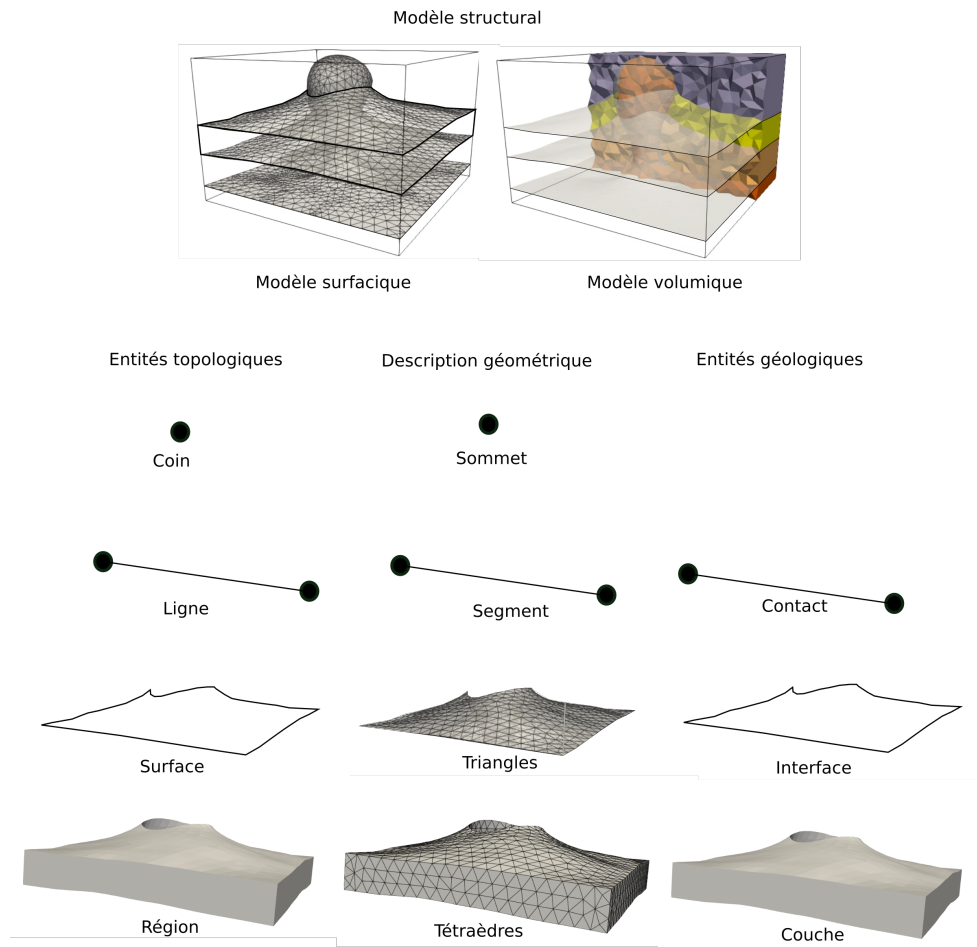 Modèle structural
Modèle surfacique
Modèle volumique
Entités topologiques
Description géométrique
Entités géologiques
Coin
Sommet
Ligne
Segment
Contact
Surface
Triangles
Interface
Région
Tétraèdres
Couche